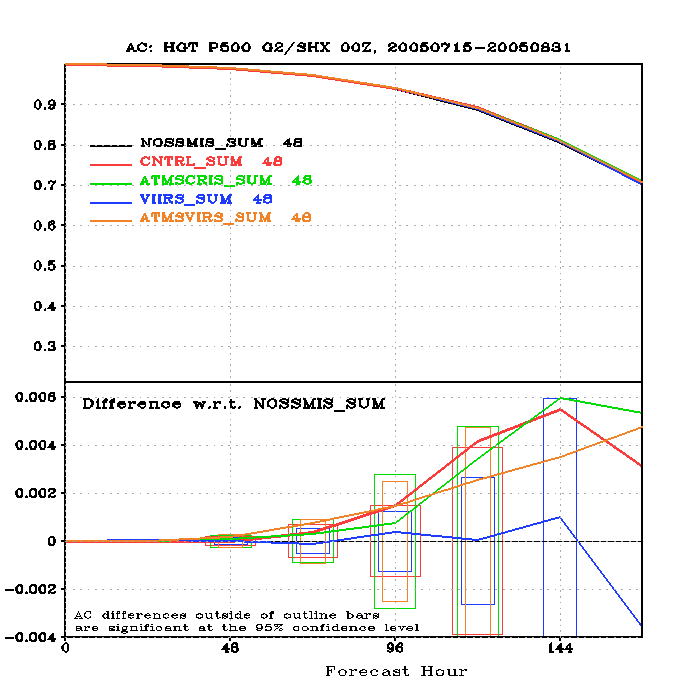 AC: HGT P500 G2/SHX 00Z, 20050715-20050831
0.9
0.8
0.7
0.6
0.5
0.4
0.3
NOSSMIS_SUM 48
CNTRL_SUM 48
ATMSCRIS_SUM 48
VIIRS_SUM 48
ATMSVIRS_SUM 48
0.006
0.004
0.002
0
-0.002
-0.004
Difference w.r.t. NOSSMIS_SUM
AC differences outside of outline bars
are significant at the 95% confidence level
0 48 96 144
Forecast Hour